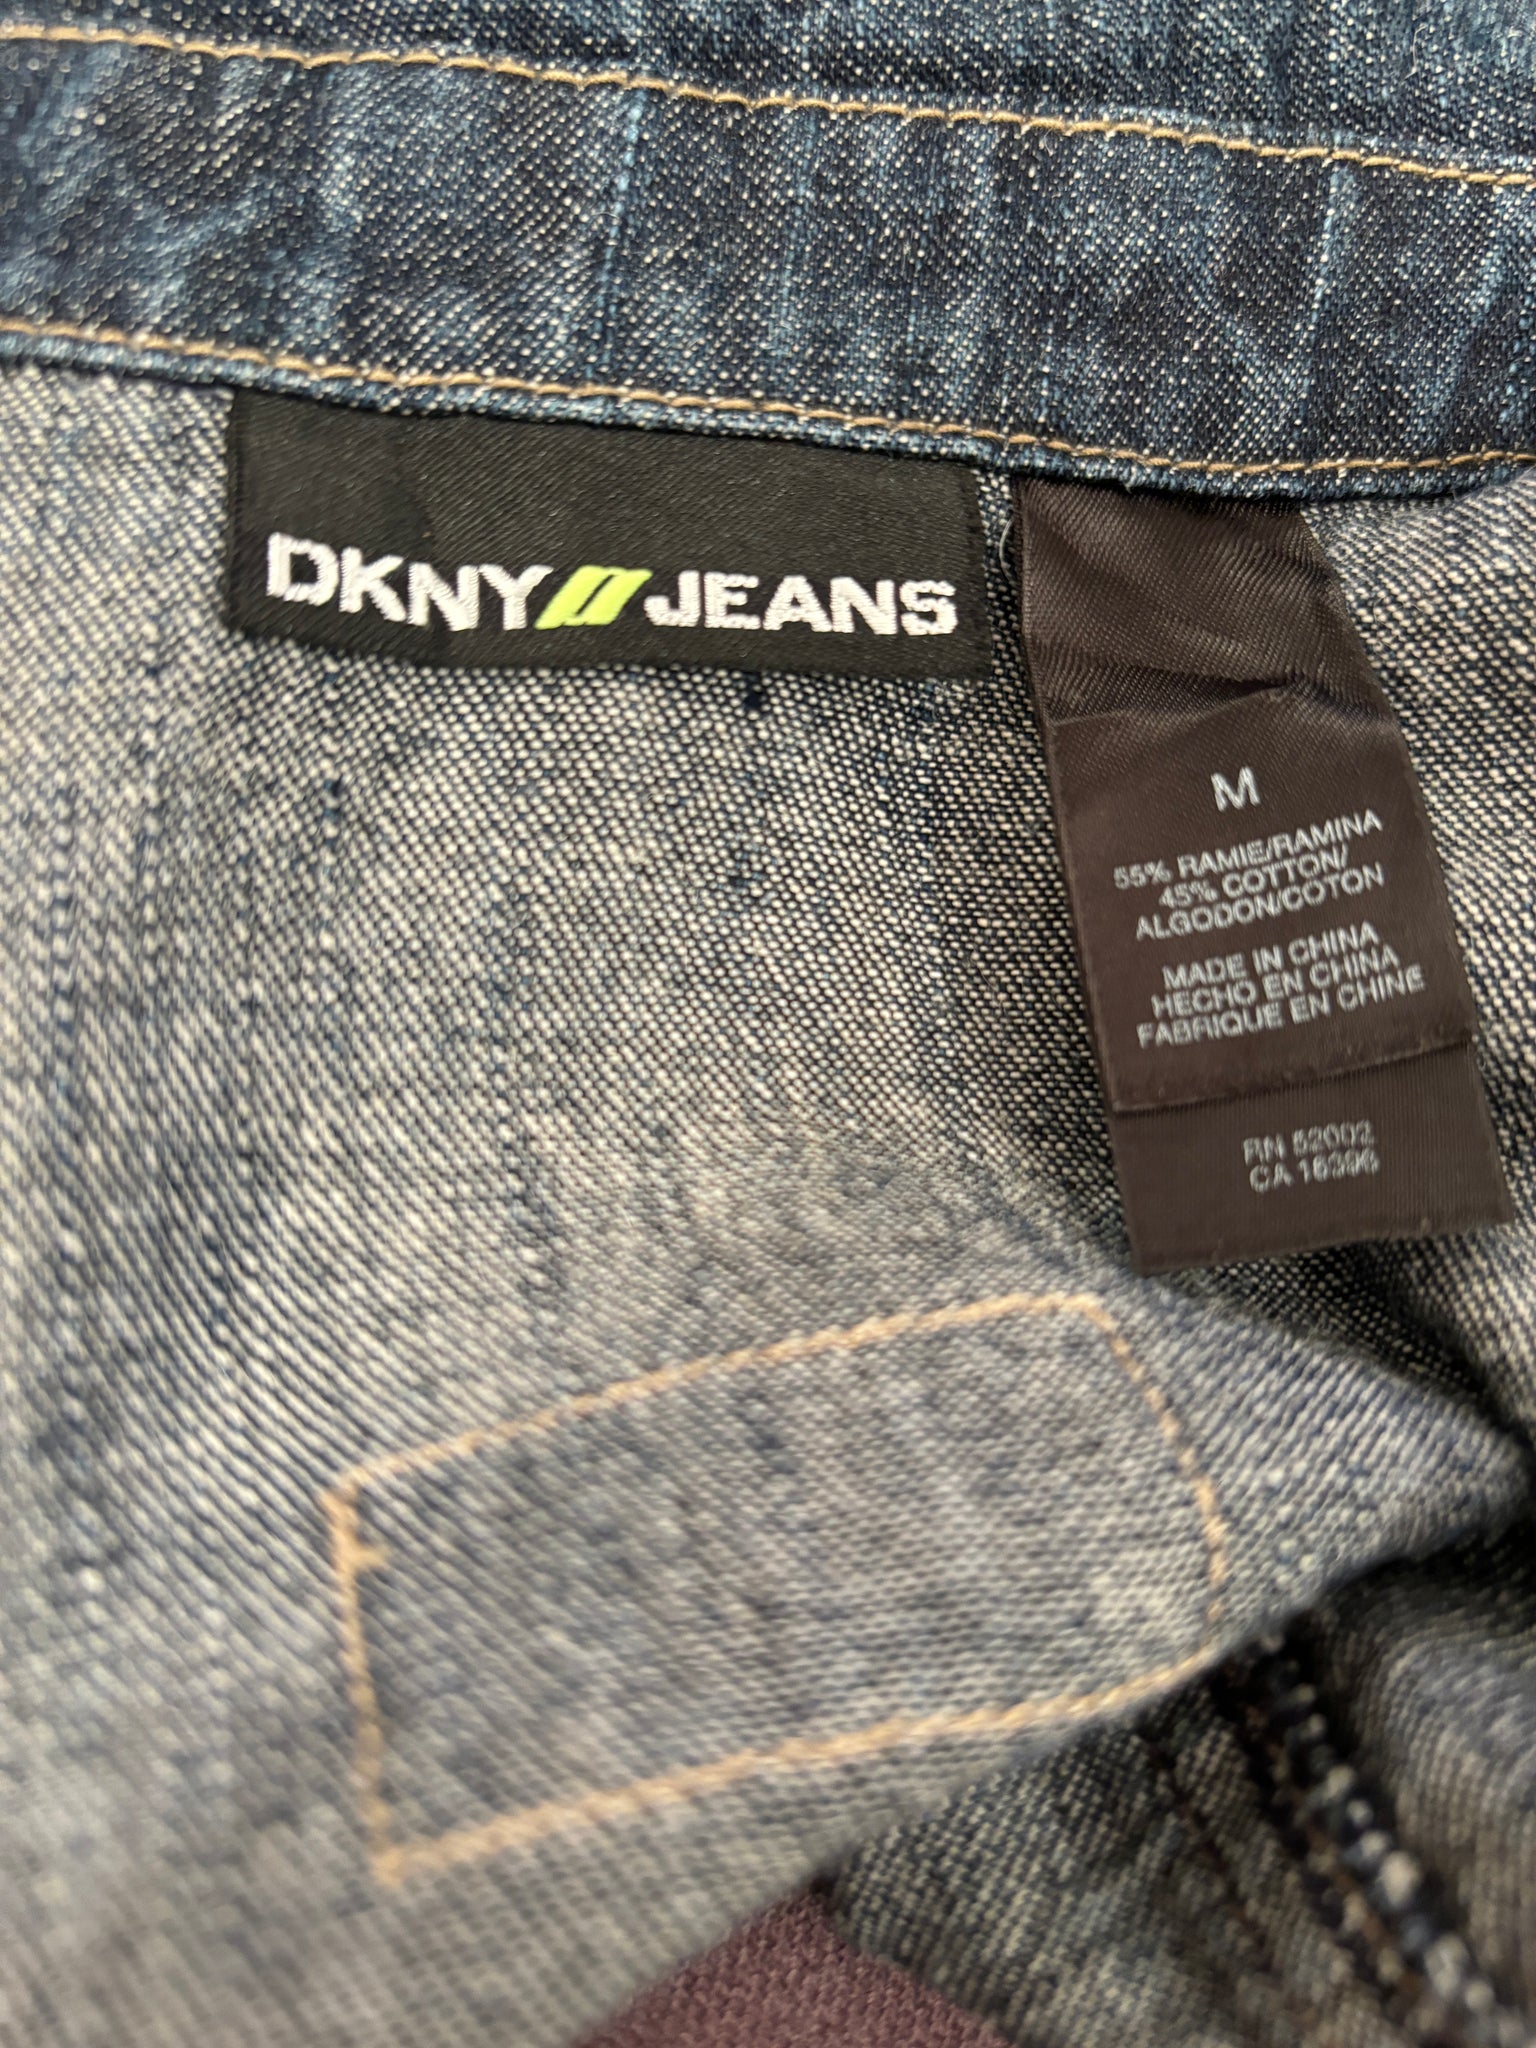 DKNY JEANS
M
55% RAMIE/RAMINA
45% COTTON/
ALGODON/COTON
MADE IN CHINA
HECHO EN CHINA
FABRIQUE EN CHINE
RN 62002
CA 16396